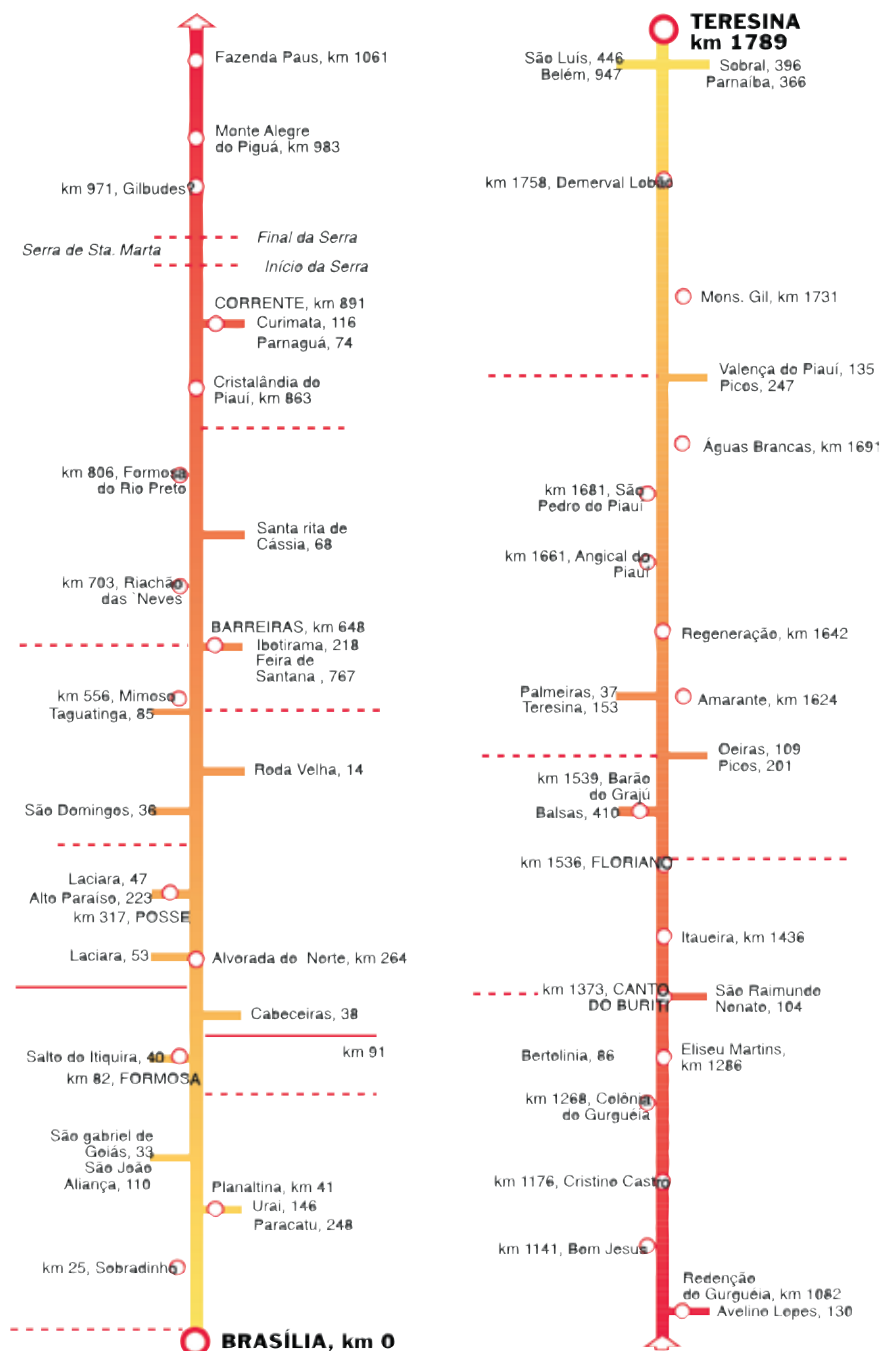 Fazenda Paus, km 1061
Monte Alegre
do Piguá, km 983
km 971, Gilbudes?
Serra de Sta. Marta
Final da Serra
Início da Serra
CORRENTE, km 891
Curimata, 116
Parnaguá, 74
Cristalândia do
Piauí, km 863
km 806, Formosa
do Rio Preto
Santa rita de
Cássia, 68
km 703, Riachão
das `Neves
BARREIRAS, km 648
Ibotirama, 218
Feira de
Santana , 767
km 556, Mimoso
Taguatinga, 85
Roda Velha, 14
São Domingos, 36
Laciara, 47
Alto Paraíso, 223
km 317, POSSE
Laciara, 53
Alvorada do Norte, km 264
Cabeceiras, 38
km 91
Salto do Itiquira, 40
km 82, FORMOSA
São gabriel de
Goiás, 33
São João
Aliança, 110
Planaltina, km 41
Urai, 146
Paracatu, 248
km 25, Sobradinho
BRASÍLIA, km 0
TERESINA
km 1789
São Luís, 446
Belém, 947
Sobral, 396
Parnaíba, 366
km 1758, Demerval Lobão
Mons. Gil, km 1731
Valença do Piauí, 135
Picos, 247
Águas Brancas, km 1691
km 1681, São
Pedro do Piauí
km 1661, Angical do
Piauí
Regeneração, km 1642
Palmeiras, 37
Teresina, 153
Amarante, km 1624
Oeiras, 109
Picos, 201
km 1539, Barão
do Grajú
Balsas, 410
km 1536, FLORIANO
Itaueira, km 1436
km 1373, CANTO
DO BURITI
São Raimundo
Nonato, 104
Bertolinia, 86
Eliseu Martins,
km 1286
km 1268, Colônia
do Gurguéia
km 1176, Cristino Castro
km 1141, Bom Jesus
Redenção
do Gurguéia, km 1082
Avelino Lopes, 130